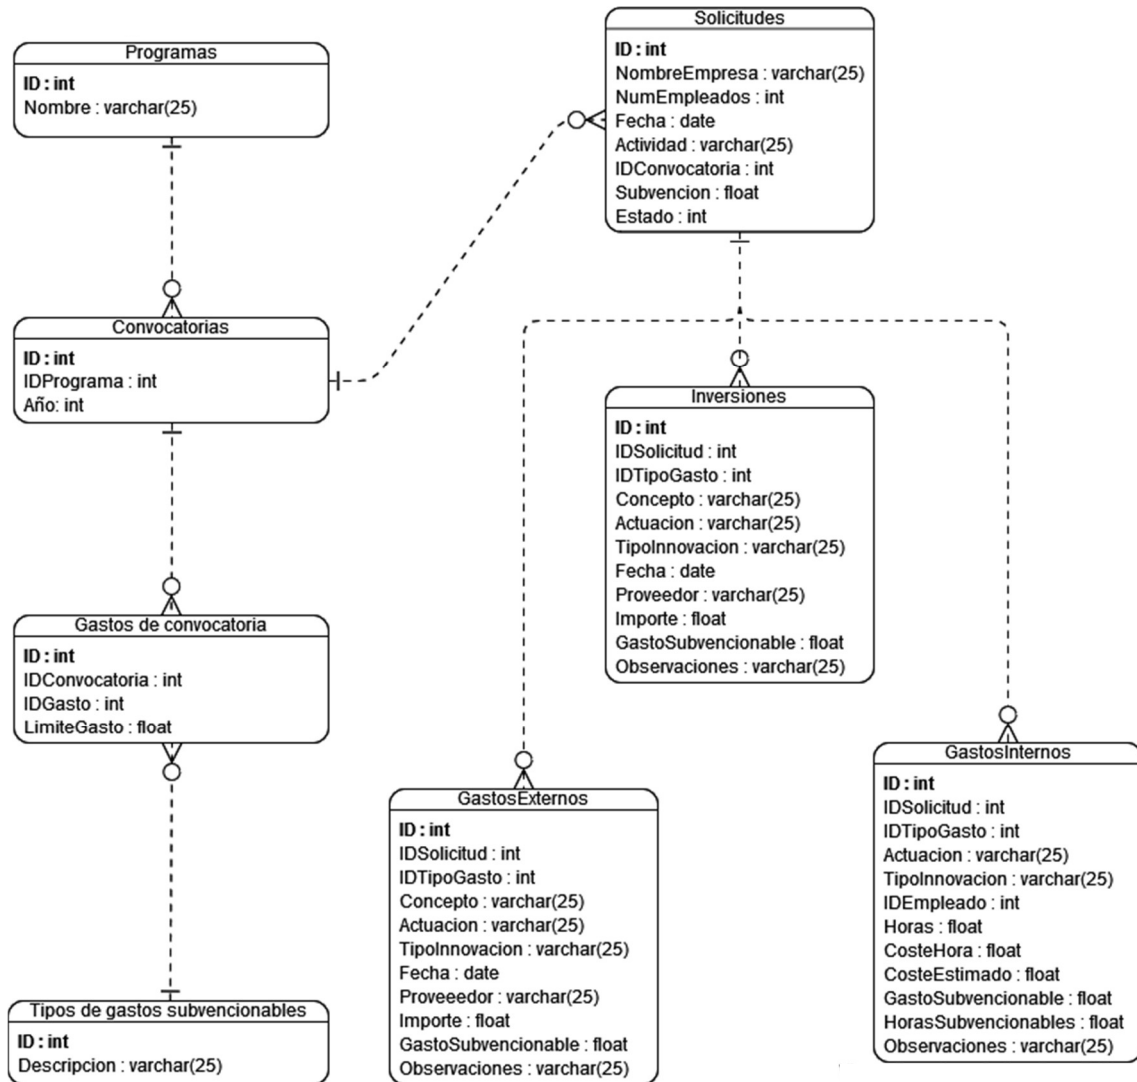 Programas
ID : int
Nombre : varchar(25)
Solicitudes
ID : int
NombreEmpresa : varchar(25)
NumEmpleados : int
Fecha : date
Actividad : varchar(25)
IDConvocatoria : int
Subvencion : float
Estado : int
Convocatorias
ID : int
IDPrograma : int
Año: int
Inversiones
ID : int
IDSolicitud : int
IDTipoGasto : int
Concepto : varchar(25)
Actuacion : varchar(25)
TipoInnovacion : varchar(25)
Fecha : date
Proveedor : varchar(25)
Importe : float
GastoSubvencionable : float
Observaciones : varchar(25)
Gastos de convocatoria
ID : int
IDConvocatoria : int
IDGasto : int
LimiteGasto : float
GastosExternos
ID : int
IDSolicitud : int
IDTipoGasto : int
Concepto : varchar(25)
Actuacion : varchar(25)
TipoInnovacion : varchar(25)
Fecha : date
Proveeedor : varchar(25)
Importe : float
GastoSubvencionable : float
Observaciones : varchar(25)
GastosInternos
ID : int
IDSolicitud : int
IDTipoGasto : int
Actuacion : varchar(25)
TipoInnovacion : varchar(25)
IDEmpleado : int
Horas : float
CosteHora : float
CosteEstimado : float
GastoSubvencionable : float
HorasSubvencionables : float
Observaciones : varchar(25)
Tipos de gastos subvencionables
ID : int
Descripcion : varchar(25)